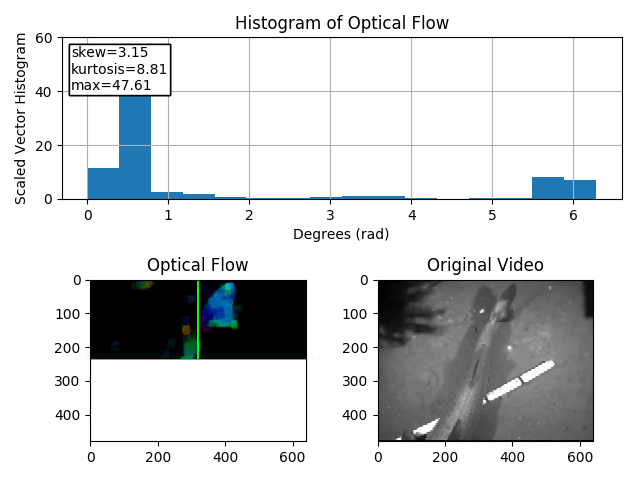 Histogram of Optical Flow
Scaled Vector Histogram
60
40
20
0
skew=3.15
kurtosis=8.81
max=47.61
0 1 2 3 4 5 6
Degrees (rad)
Optical Flow
0
100
200
300
400
0 200 400 600
Original Video
0
100
200
300
400
0 200 400 600